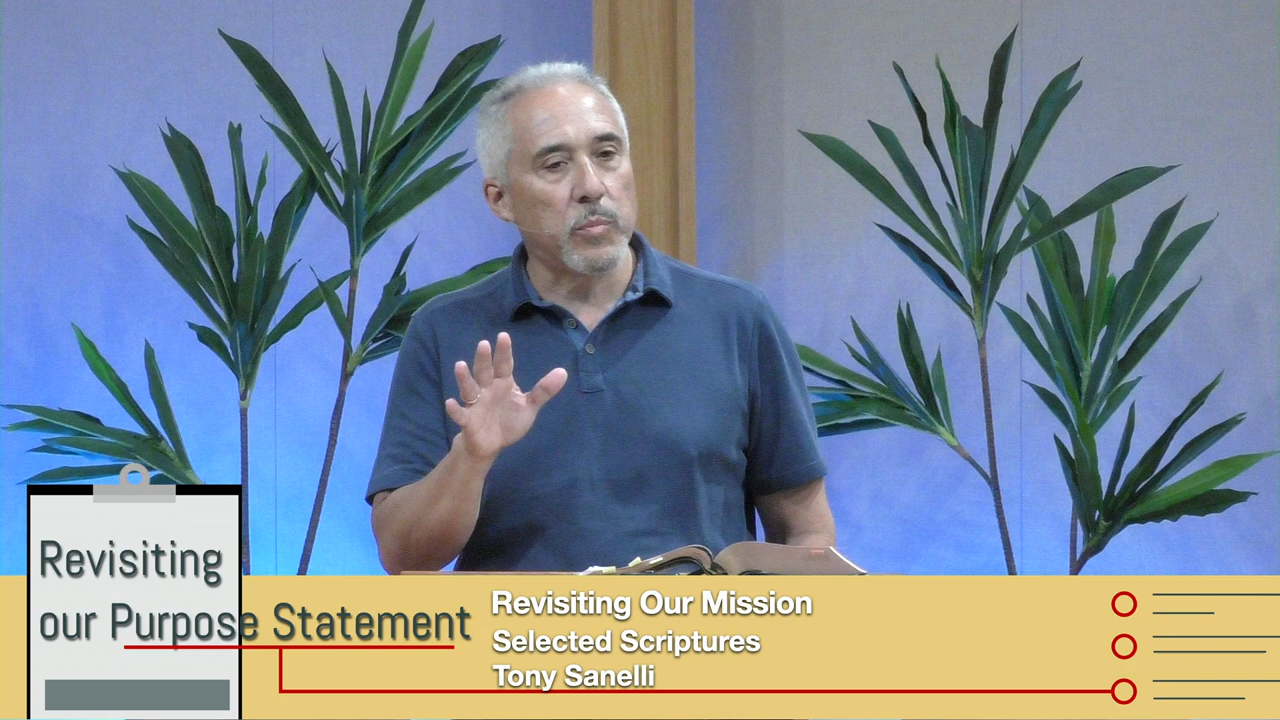 Revisiting
our Purpose Statement
Revisiting Our Mission
Selected Scriptures
Tony Sanelli